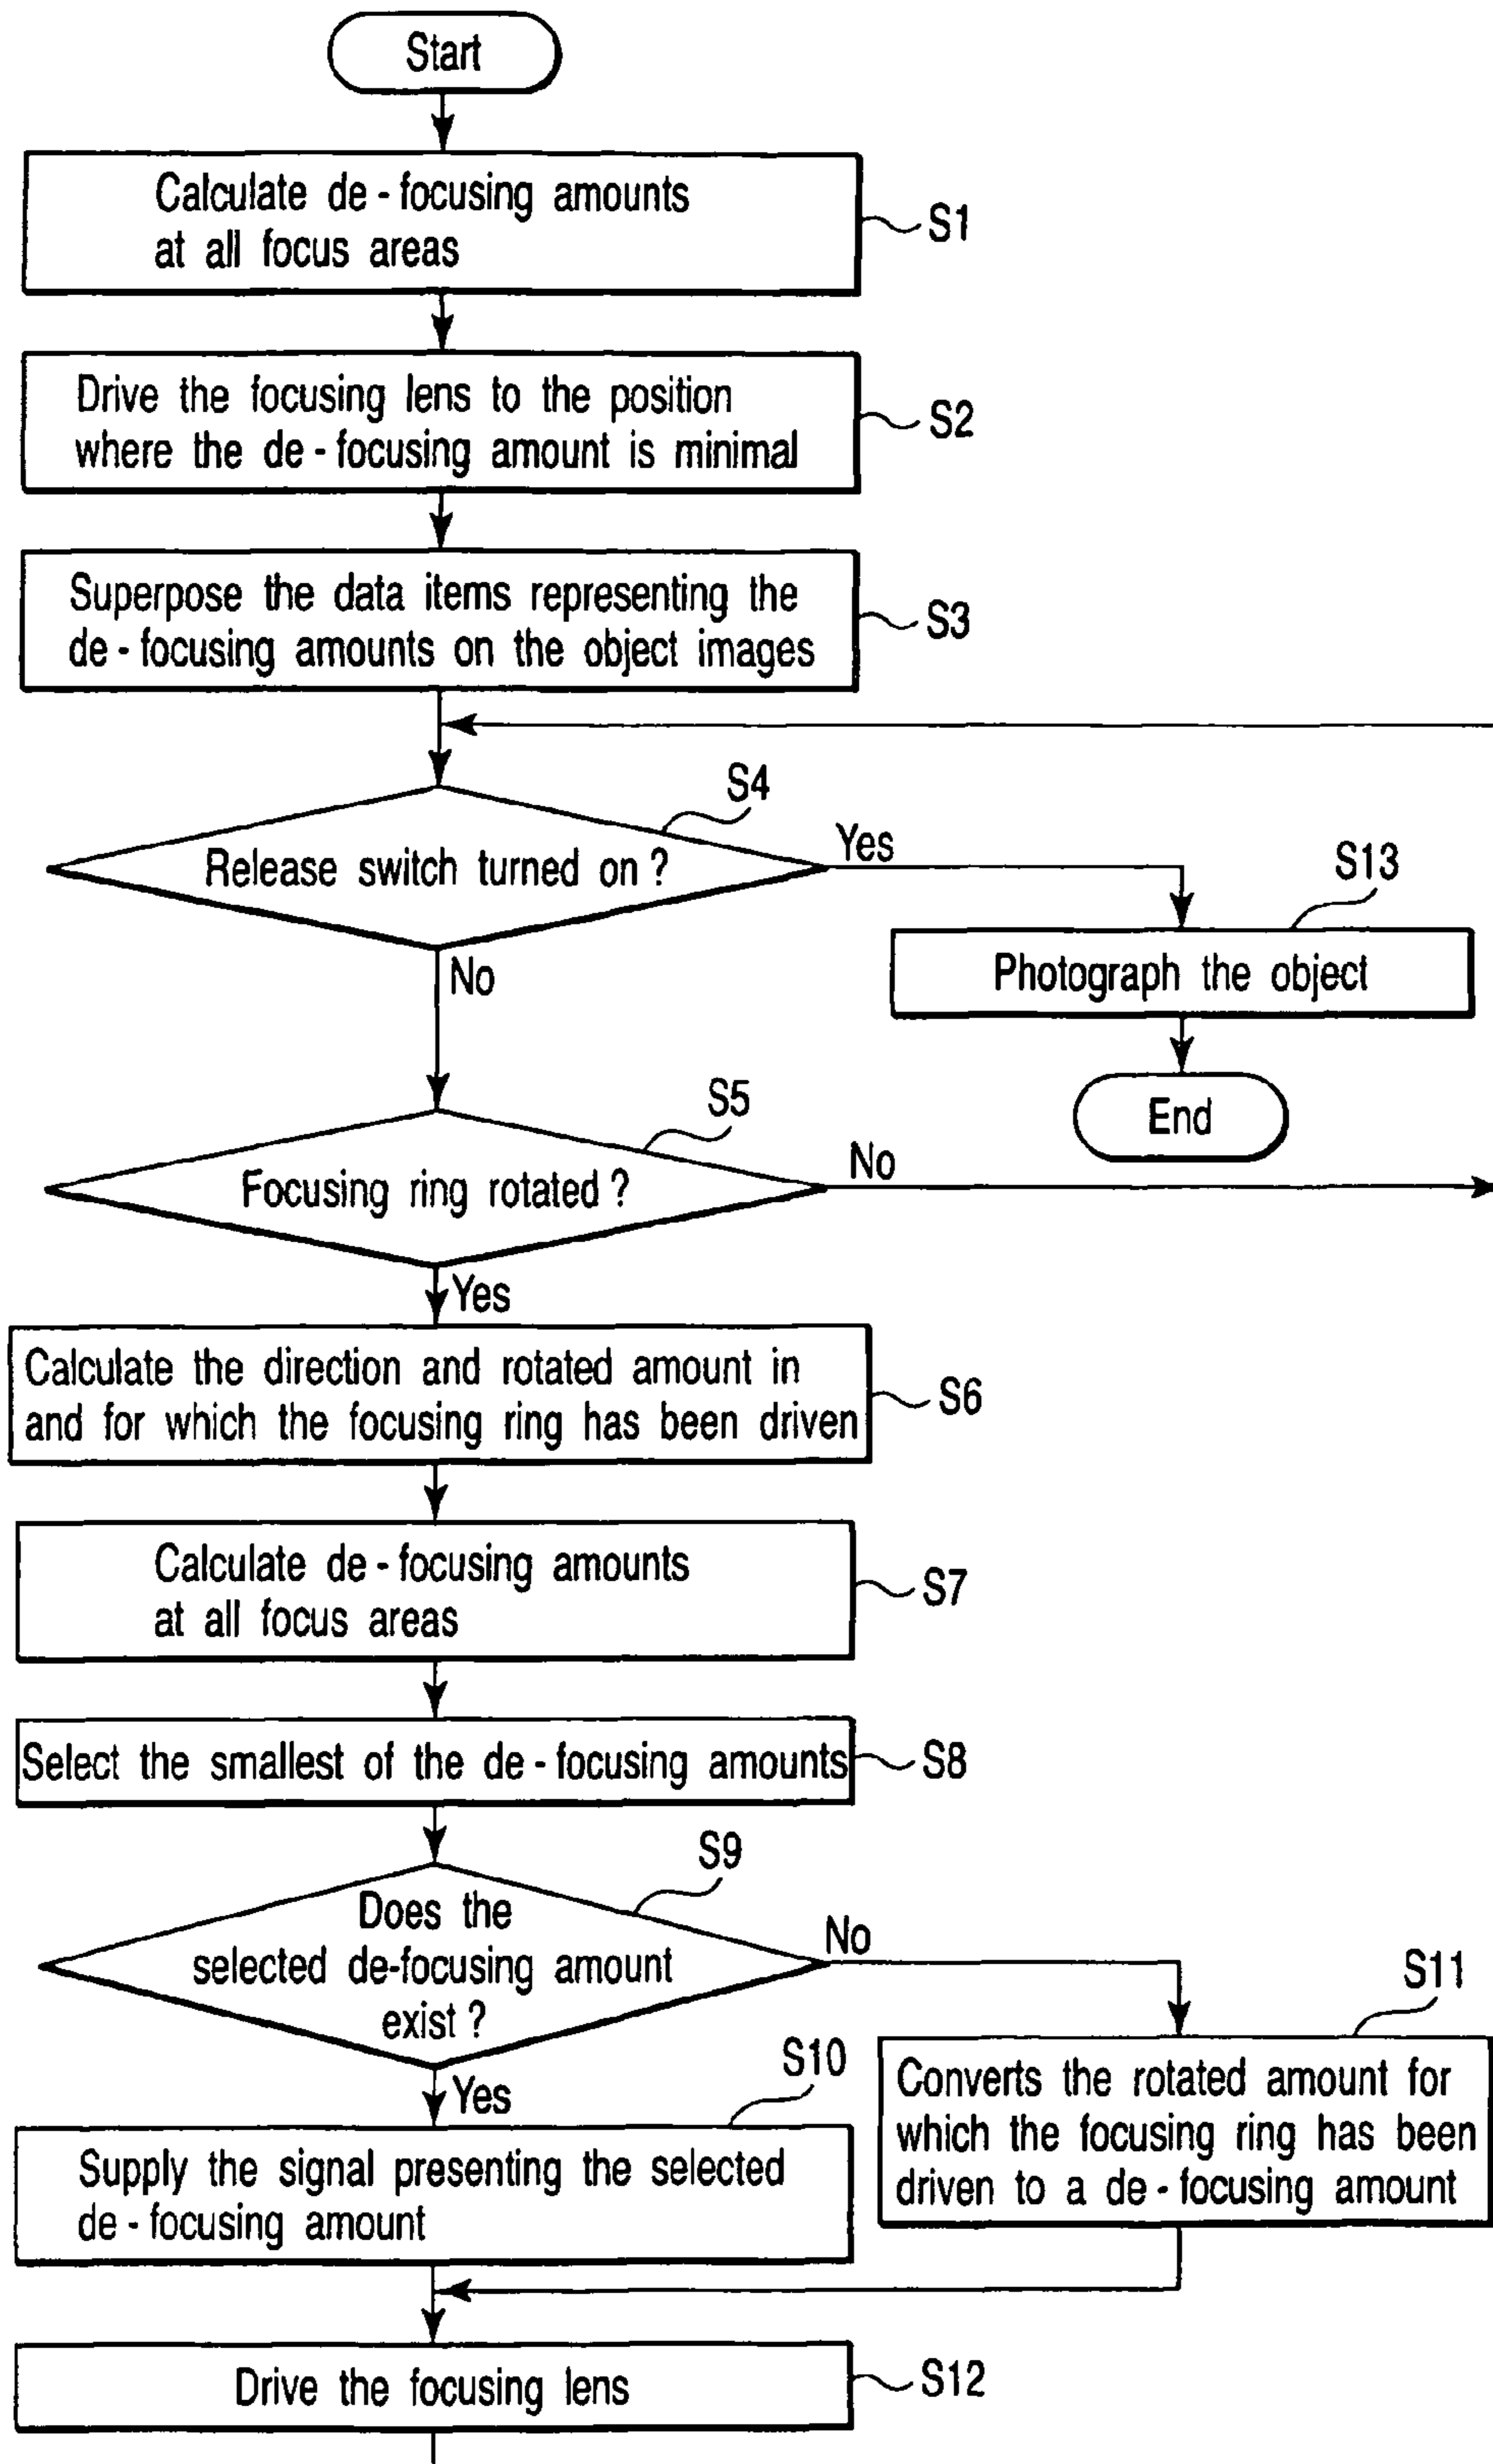 Start
Calculate de-focusing amounts
at all focus areas
S1
Drive the focusing lens to the position
where the de-focusing amount is minimal
S2
Superpose the data items representing the
de-focusing amounts on the object images
S3
S4
Release switch turned on?
Yes
No
S13
Photograph the object
End
S5
Focusing ring rotated?
No
Yes
Calculate the direction and rotated amount in
and for which the focusing ring has been driven
S6
Calculate de-focusing amounts
at all focus areas
S7
Select the smallest of the de-focusing amounts
S8
S9
Does the
selected de-focusing amount
exist?
No
Yes
S11
Converts the rotated amount for
which the focusing ring has been
driven to a de-focusing amount
S10
Supply the signal presenting the selected
de-focusing amount
Drive the focusing lens
S12